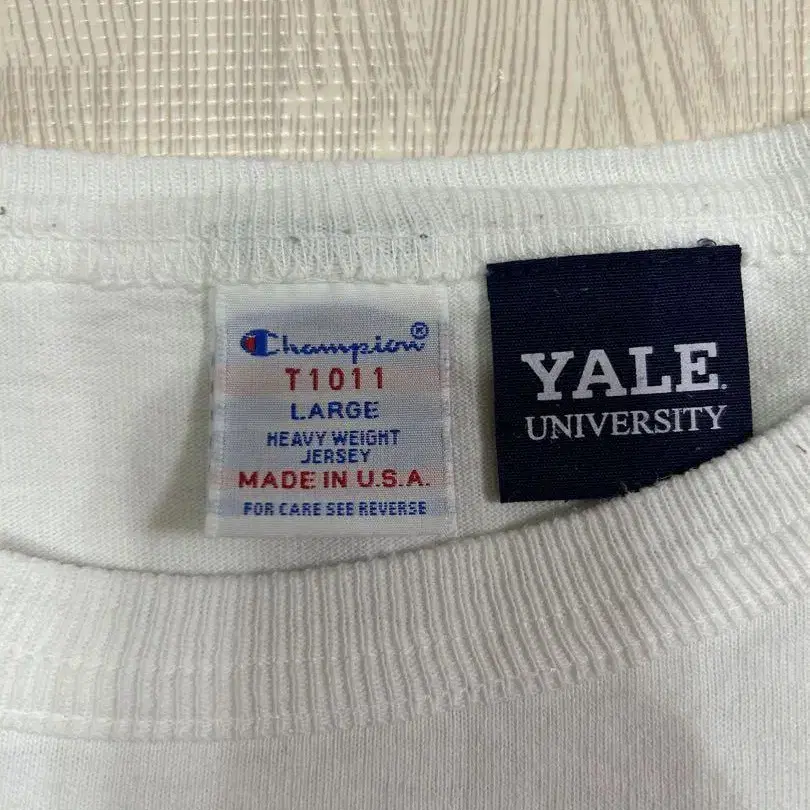 Champion®
T1011
LARGE
HEAVY WEIGHT
JERSEY
MADE IN U.S.A.
FOR CARE SEE REVERSE
YALE
UNIVERSITY